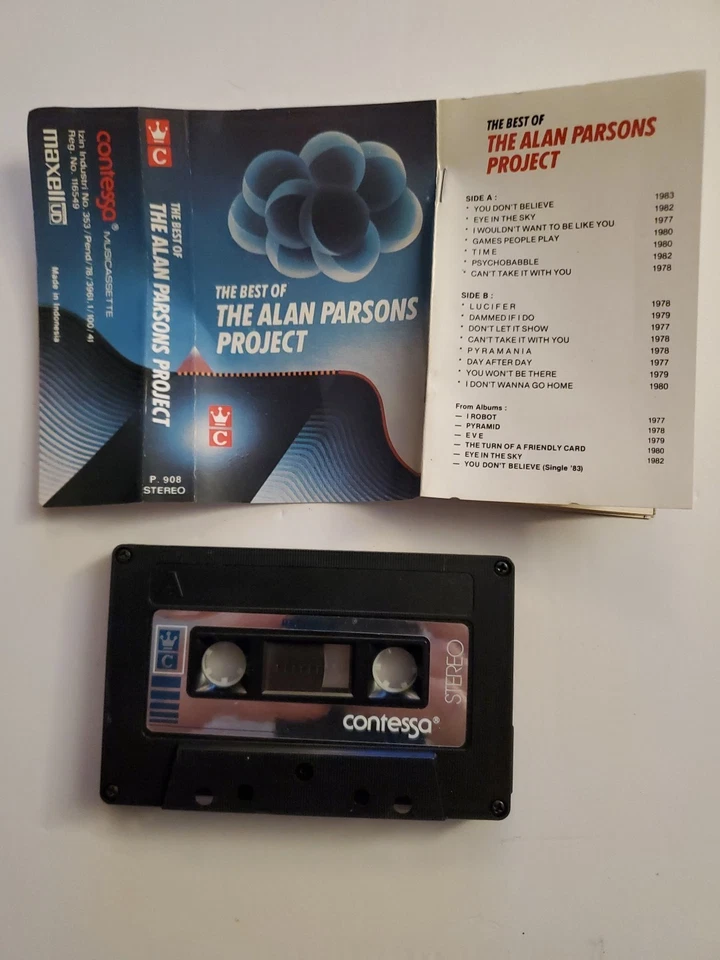 contessa® MUSICASSETTE
Izin Industri No. 353/Pend/78/3961.1/100/41
Reg. No. 116549
maxell UD
Made in Indonesia
C
THE BEST OF
THE ALAN PARSONS PROJECT
P. 908
STEREO
THE BEST OF
THE ALAN PARSONS
PROJECT
C
THE BEST OF
THE ALAN PARSONS
PROJECT
SIDE A :
* YOU DON'T BELIEVE 1983
* EYE IN THE SKY 1982
* I WOULDN'T WANT TO BE LIKE YOU 1977
* GAMES PEOPLE PLAY 1980
* T I M E 1980
* PSYCHOBABBLE 1982
* CAN'T TAKE IT WITH YOU 1978
SIDE B :
* L U C I F E R 1978
* DAMMED IF I DO 1979
* DON'T LET IT SHOW 1977
* CAN'T TAKE IT WITH YOU 1978
* P Y R A M A N I A 1978
* DAY AFTER DAY 1977
* YOU WON'T BE THERE 1979
* I DON'T WANNA GO HOME 1980
From Albums :
— I ROBOT 1977
— PYRAMID 1978
— E V E 1979
— THE TURN OF A FRIENDLY CARD 1980
— EYE IN THE SKY 1982
— YOU DON'T BELIEVE (Single '83)
C
STEREO
contessa®